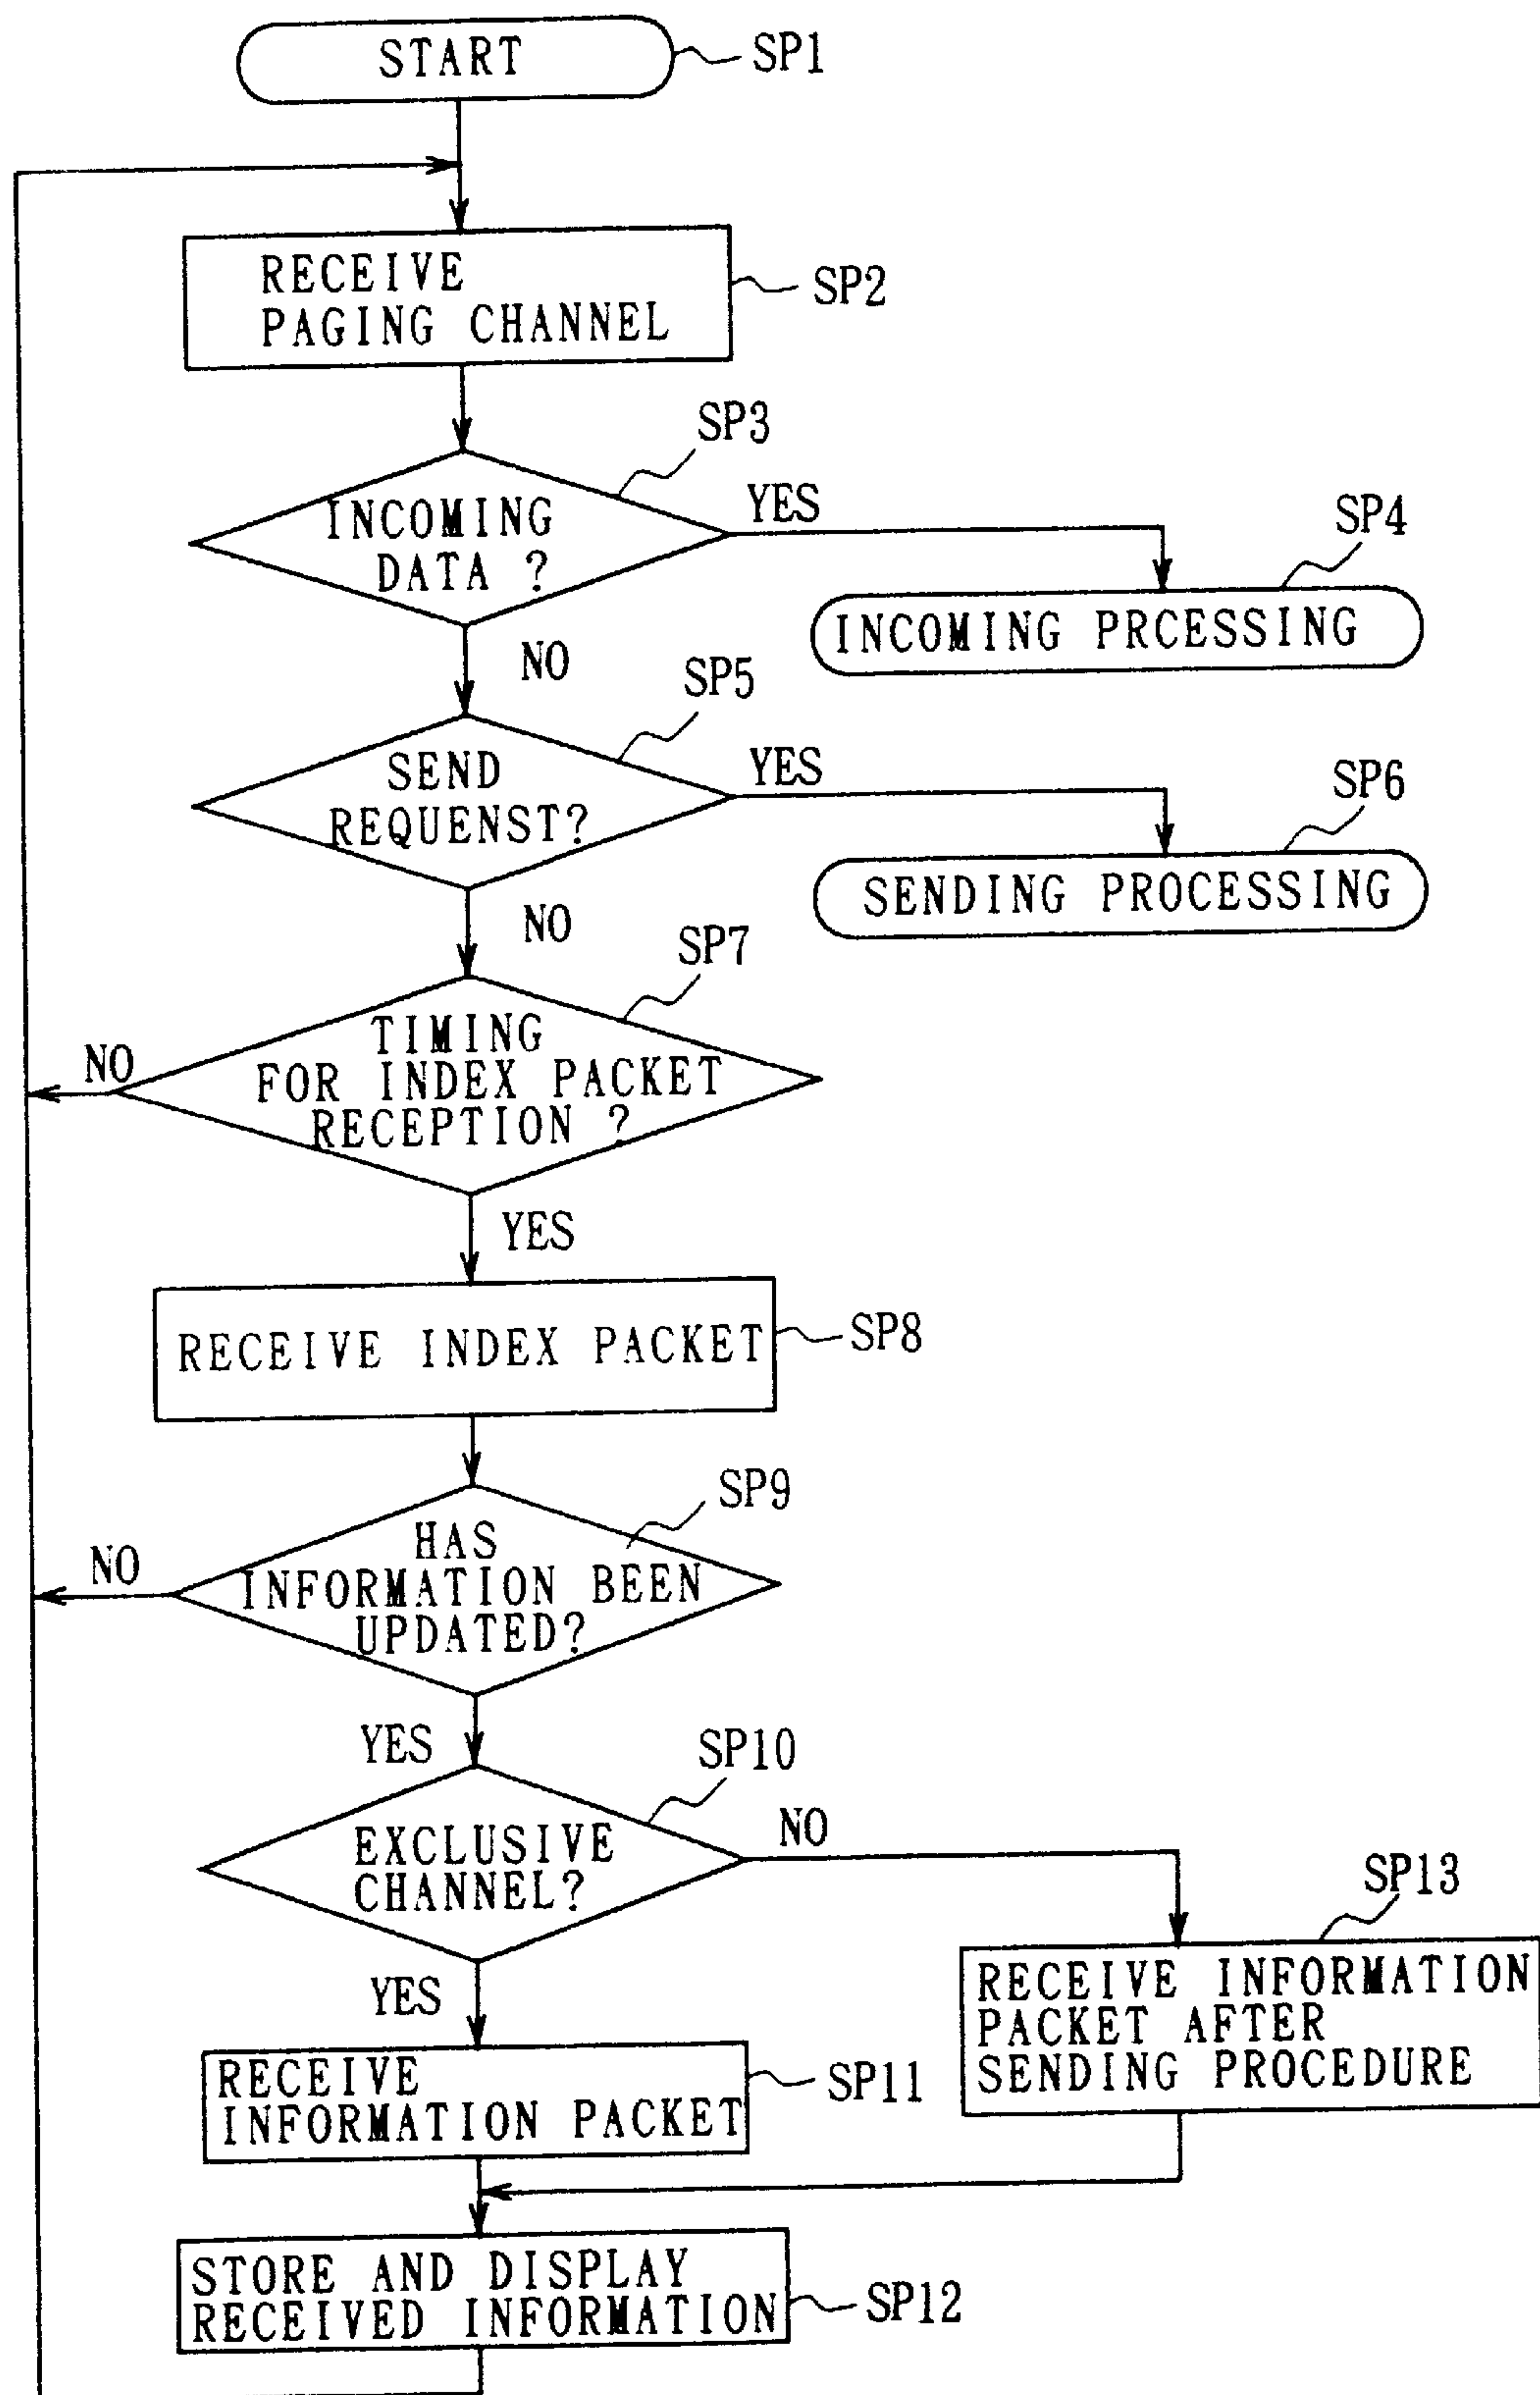 START
SP1
RECEIVE
PAGING CHANNEL
SP2
SP3
INCOMING
DATA ?
YES
SP4
INCOMING PRCESSING
NO
SP5
SEND
REQUENST?
YES
SP6
SENDING PROCESSING
NO
SP7
TIMING
FOR INDEX PACKET
RECEPTION ?
NO
YES
RECEIVE INDEX PACKET
SP8
SP9
HAS
INFORMATION BEEN
UPDATED?
NO
YES
SP10
EXCLUSIVE
CHANNEL?
NO
SP13
RECEIVE INFORMATION
PACKET AFTER
SENDING PROCEDURE
YES
RECEIVE
INFORMATION PACKET
SP11
STORE AND DISPLAY
RECEIVED INFORMATION
SP12